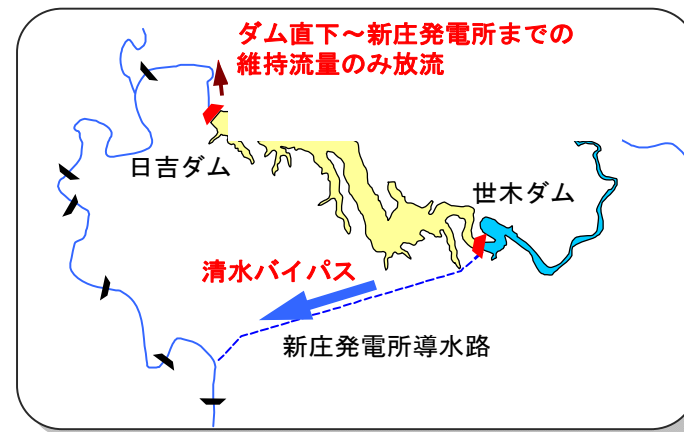 ダム直下～新庄発電所までの
維持流量のみ放流
日吉ダム
世木ダム
清水バイパス
新庄発電所導水路